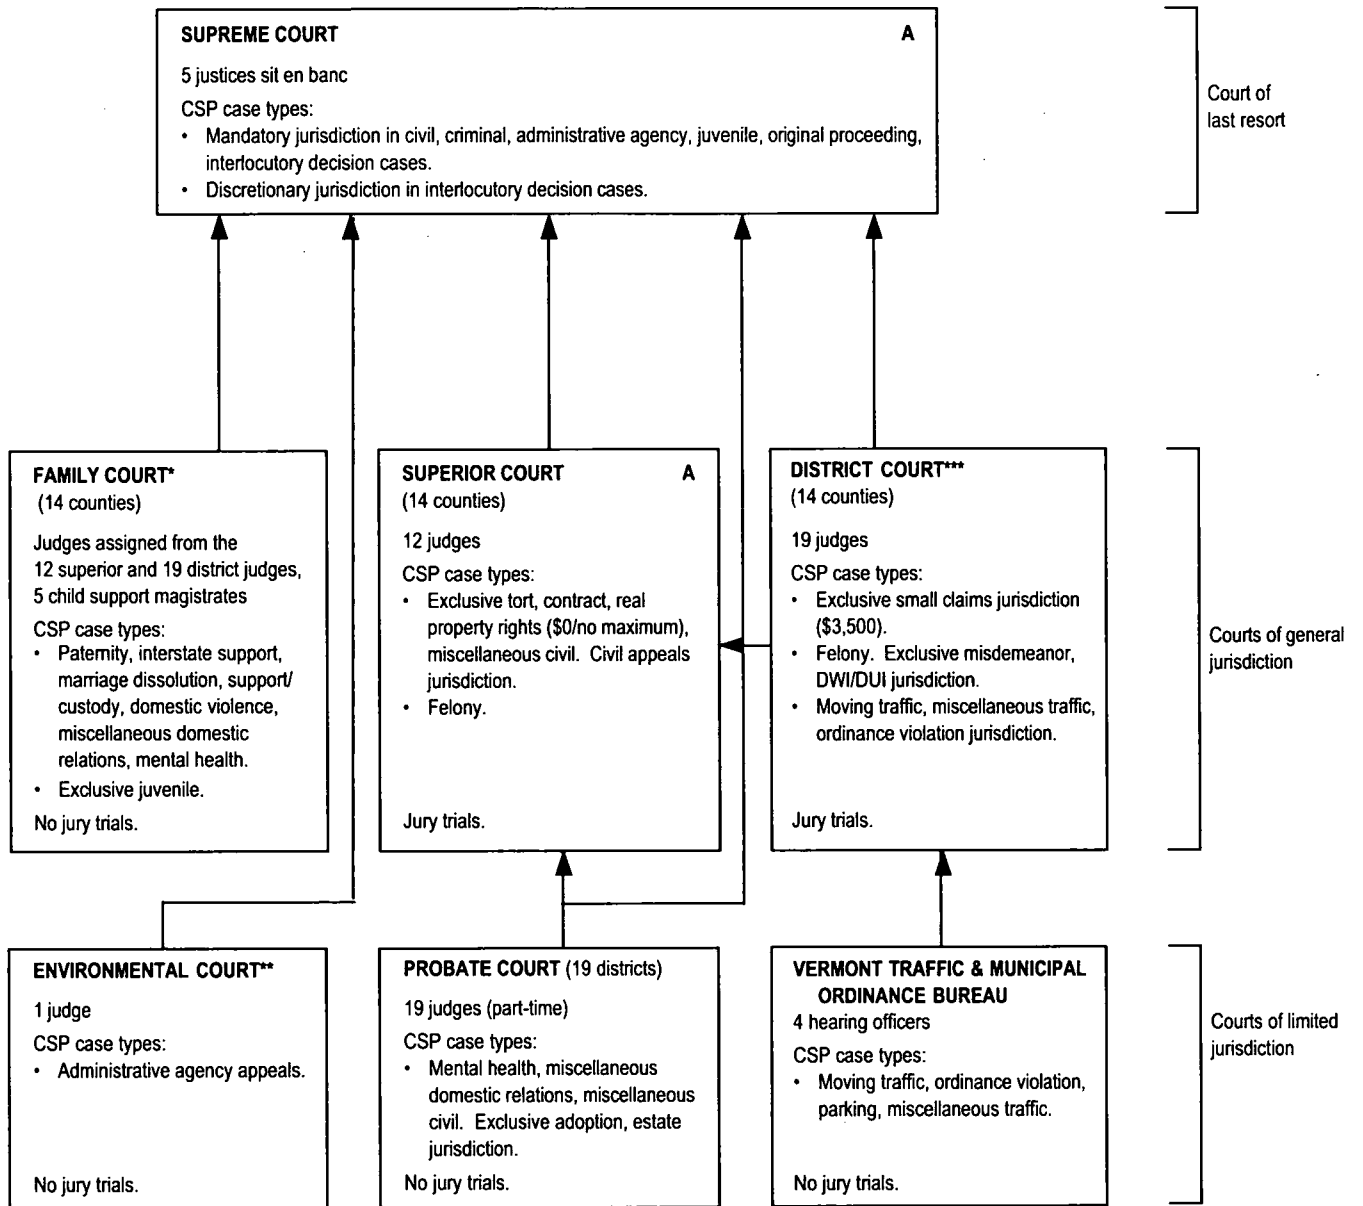 SUPREME COURT A
5 justices sit en banc
CSP case types:
• Mandatory jurisdiction in civil, criminal, administrative agency, juvenile, original proceeding,
interlocutory decision cases.
• Discretionary jurisdiction in interlocutory decision cases.
Court of
last resort
FAMILY COURT*
(14 counties)
Judges assigned from the
12 superior and 19 district judges,
5 child support magistrates
CSP case types:
• Paternity, interstate support,
marriage dissolution, support/
custody, domestic violence,
miscellaneous domestic
relations, mental health.
• Exclusive juvenile.
No jury trials.
SUPERIOR COURT A
(14 counties)
12 judges
CSP case types:
• Exclusive tort, contract, real
property rights ($0/no maximum),
miscellaneous civil. Civil appeals
jurisdiction.
• Felony.
Jury trials.
DISTRICT COURT***
(14 counties)
19 judges
CSP case types:
• Exclusive small claims jurisdiction
($3,500).
• Felony. Exclusive misdemeanor,
DWI/DUI jurisdiction.
• Moving traffic, miscellaneous traffic,
ordinance violation jurisdiction.
Jury trials.
Courts of general
jurisdiction
ENVIRONMENTAL COURT**
1 judge
CSP case types:
• Administrative agency appeals.
No jury trials.
PROBATE COURT (19 districts)
19 judges (part-time)
CSP case types:
• Mental health, miscellaneous
domestic relations, miscellaneous
civil. Exclusive adoption, estate
jurisdiction.
No jury trials.
VERMONT TRAFFIC & MUNICIPAL
ORDINANCE BUREAU
4 hearing officers
CSP case types:
• Moving traffic, ordinance violation,
parking, miscellaneous traffic.
No jury trials.
Courts of limited
jurisdiction